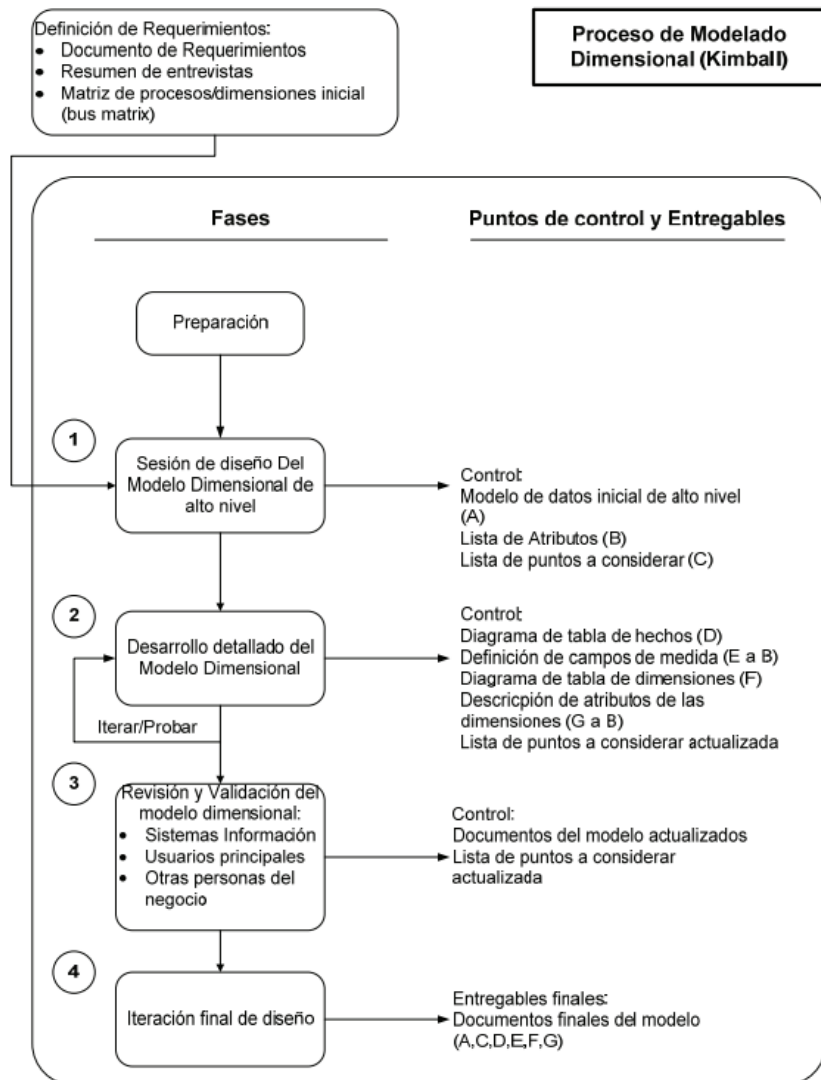 Definición de Requerimientos:
• Documento de Requerimientos
• Resumen de entrevistas
• Matriz de procesos/dimensiones inicial
(bus matrix)
Proceso de Modelado
Dimensional (Kimball)
Fases
Puntos de control y Entregables
Preparación
1
Sesión de diseño Del
Modelo Dimensional de
alto nivel
Control:
Modelo de datos inicial de alto nivel
(A)
Lista de Atributos (B)
Lista de puntos a considerar (C)
2
Desarrollo detallado del
Modelo Dimensional
Iterar/Probar
Control:
Diagrama de tabla de hechos (D)
Definición de campos de medida (E a B)
Diagrama de tabla de dimensiones (F)
Descricpión de atributos de las
dimensiones (G a B)
Lista de puntos a considerar actualizada
3
Revisión y Validación del
modelo dimensional:
• Sistemas Información
• Usuarios principales
• Otras personas del
negocio
Control:
Documentos del modelo actualizados
Lista de puntos a considerar
actualizada
4
Iteración final de diseño
Entregables finales:
Documentos finales del modelo
(A,C,D,E,F,G)